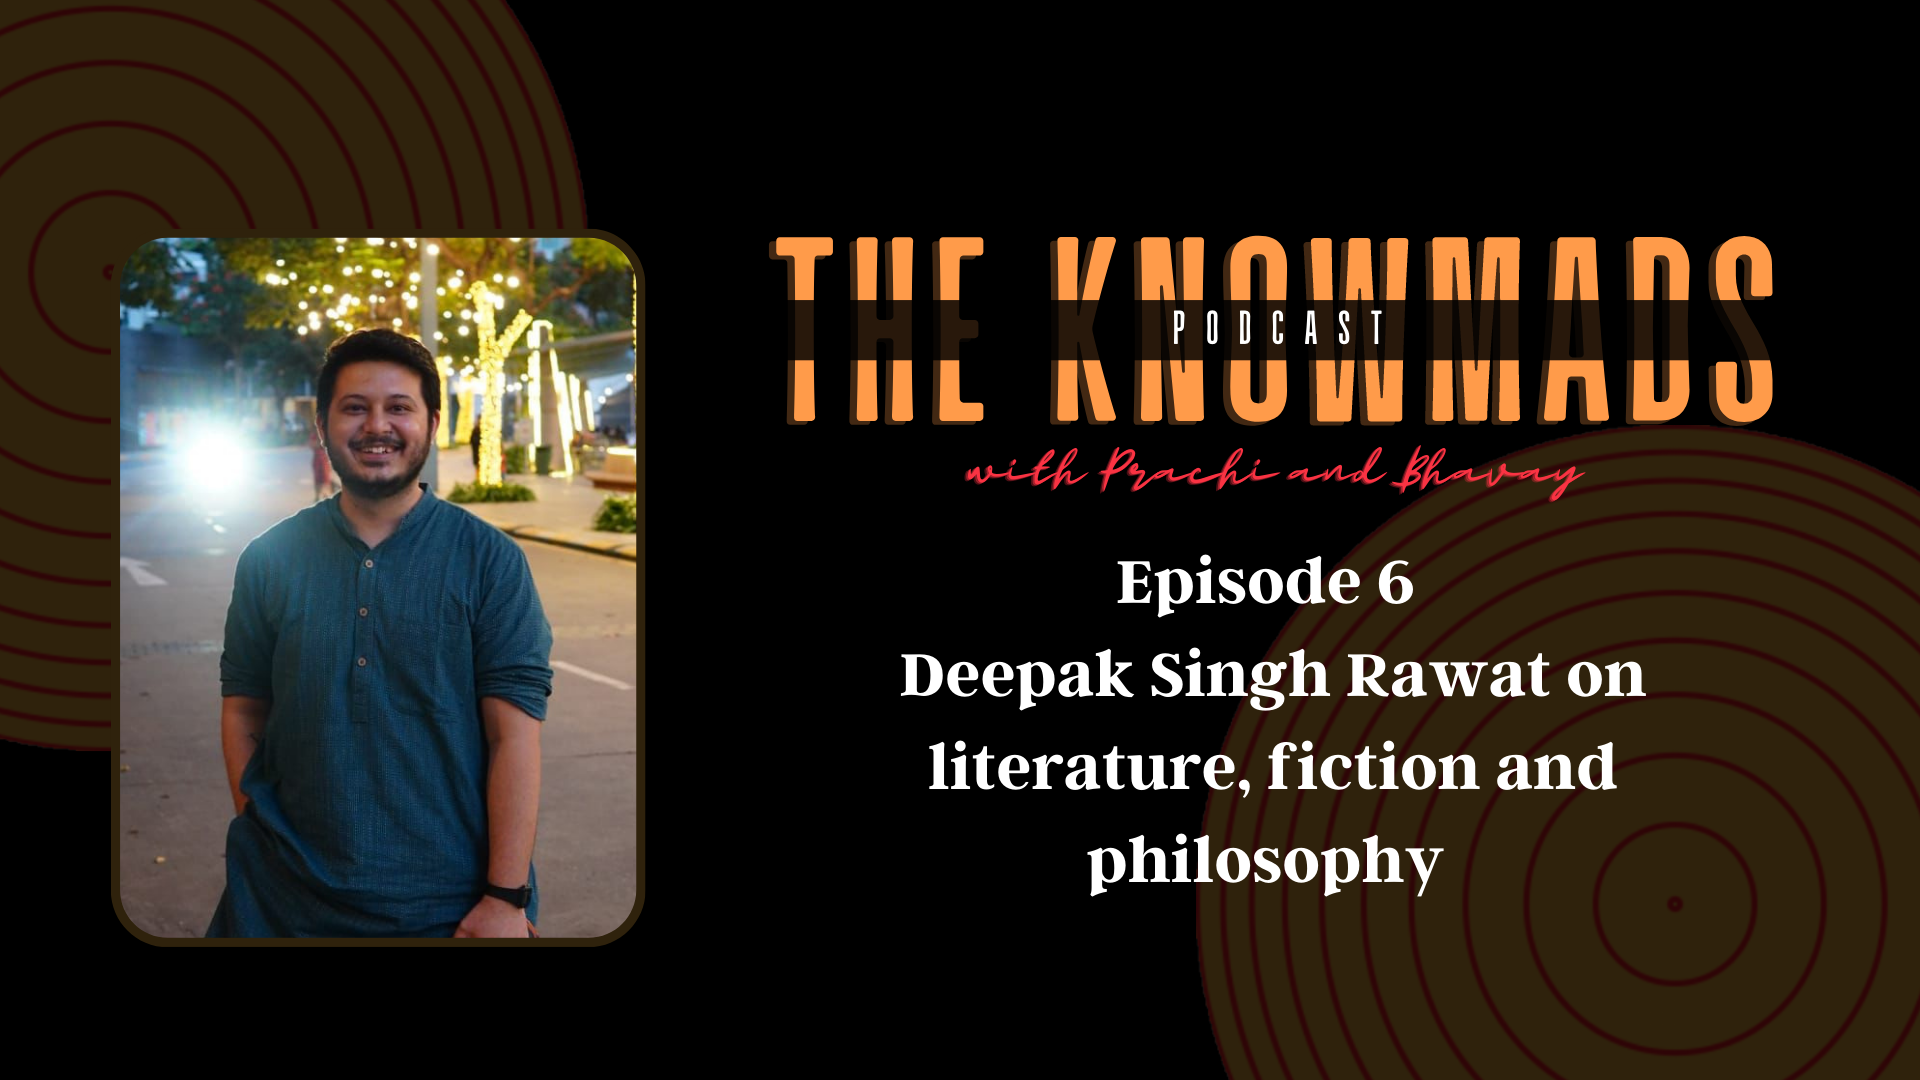 THE KNOWMADS
PODCAST
with Prachi and Bhavay
Episode 6
Deepak Singh Rawat on
literature, fiction and
philosophy